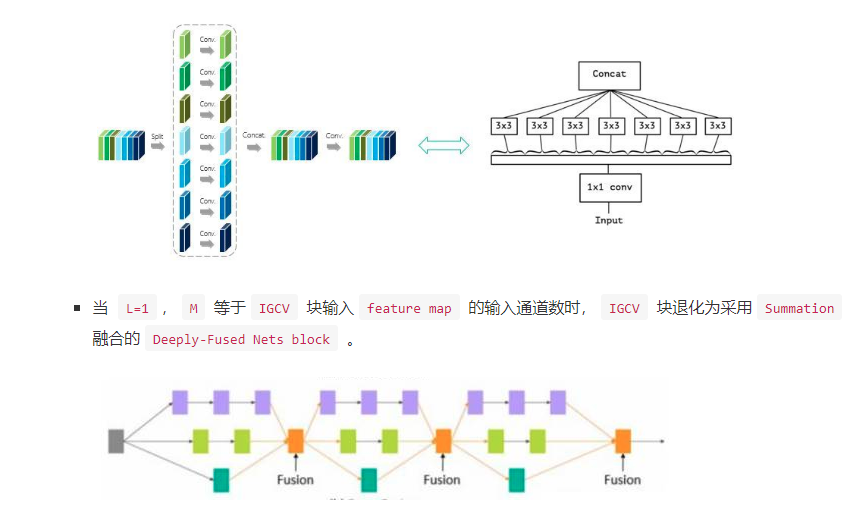 Conv.
Conv.
Conv.
Split
Conv.
Concat.
Conv.
Conv.
Conv.
Conv.
Concat
3x3 3x3 3x3 3x3 3x3 3x3 3x3
1x1 conv
Input
当 L=1 ， M 等于 IGCV 块输入 feature map 的输入通道数时， IGCV 块退化为采用 Summation
融合的 Deeply-Fused Nets block 。
Fusion Fusion Fusion